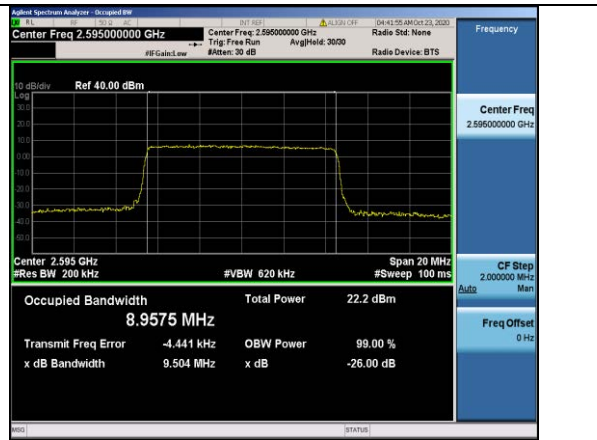 Agilent Spectrum Analyzer - Occupied BW
RL RF 50 Ω AC INT REF ALIGN OFF 04:41:55 AM Oct 23, 2020
Center Freq 2.595000000 GHz
Center Freq: 2.595000000 GHz
Radio Std: None
Trig: Free Run Avg|Hold: 30/30
#IFGain:Low #Atten: 30 dB Radio Device: BTS
Frequency
10 dB/div Ref 40.00 dBm
Log
30.0
20.0
10.0
0.00
-10.0
-20.0
-30.0
-40.0
-50.0
Center Freq
2.595000000 GHz
Center 2.595 GHz Span 20 MHz
#Res BW 200 kHz #VBW 620 kHz #Sweep 100 ms
CF Step
2.000000 MHz
Auto Man
Occupied Bandwidth Total Power 22.2 dBm
8.9575 MHz
Transmit Freq Error -4.441 kHz OBW Power 99.00 %
x dB Bandwidth 9.504 MHz x dB -26.00 dB
Freq Offset
0 Hz
MSG STATUS